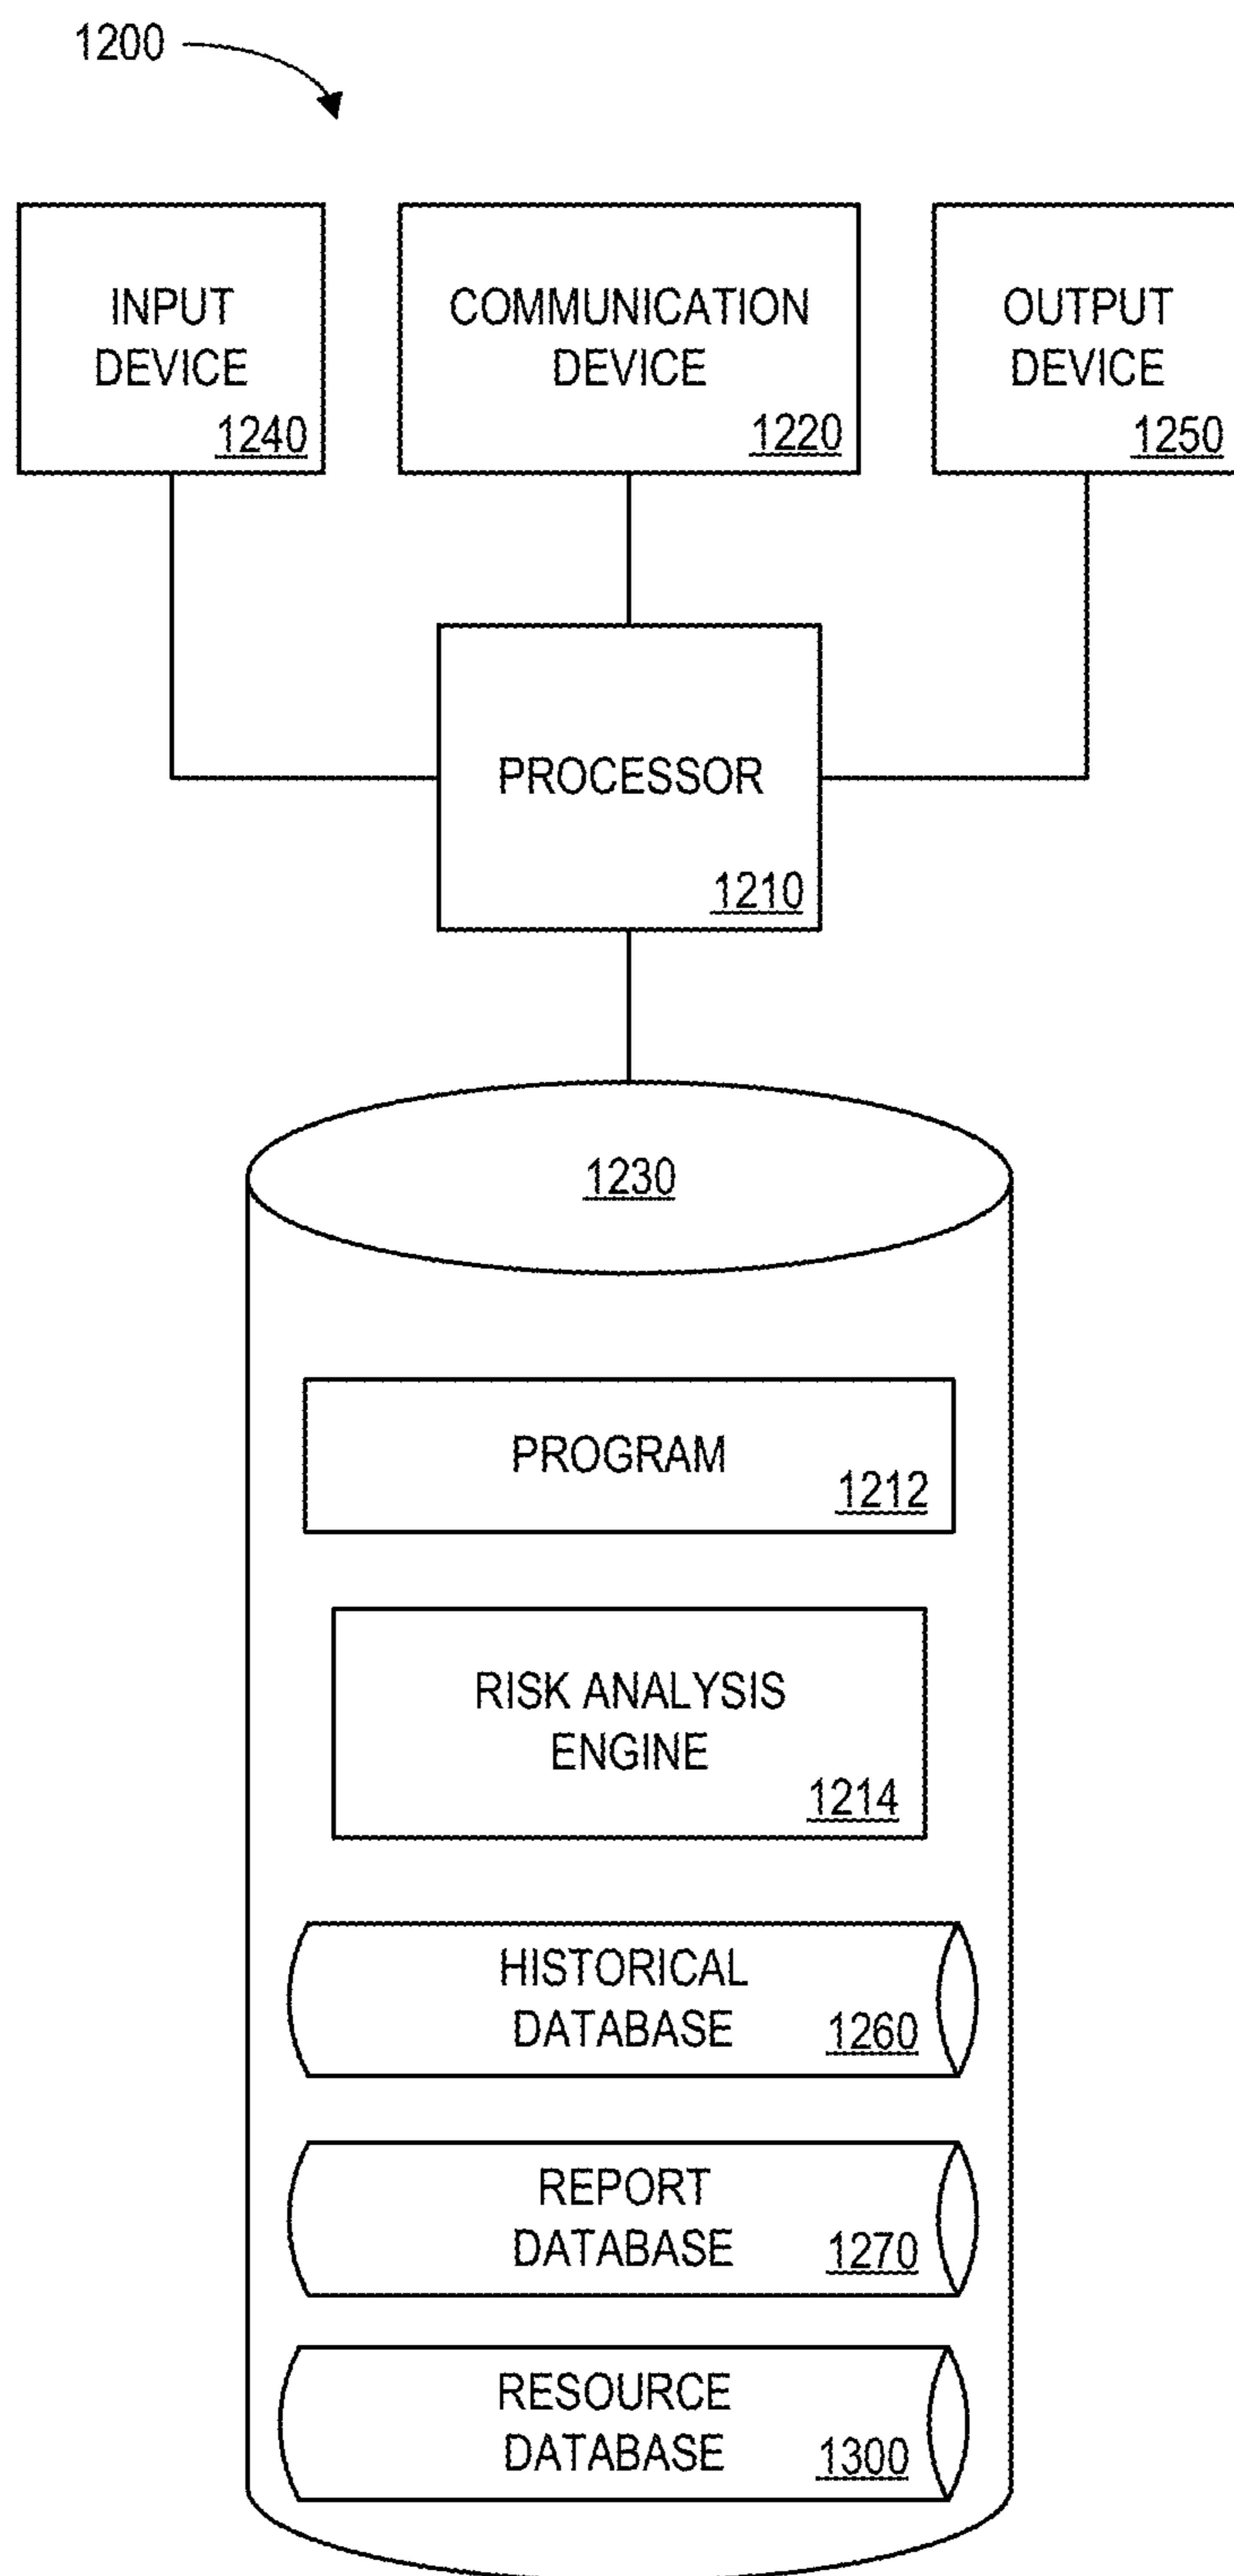 1200
INPUT
DEVICE
1240
COMMUNICATION
DEVICE
1220
OUTPUT
DEVICE
1250
PROCESSOR
1210
1230
PROGRAM
1212
RISK ANALYSIS
ENGINE
1214
HISTORICAL
DATABASE
1260
REPORT
DATABASE
1270
RESOURCE
DATABASE
1300